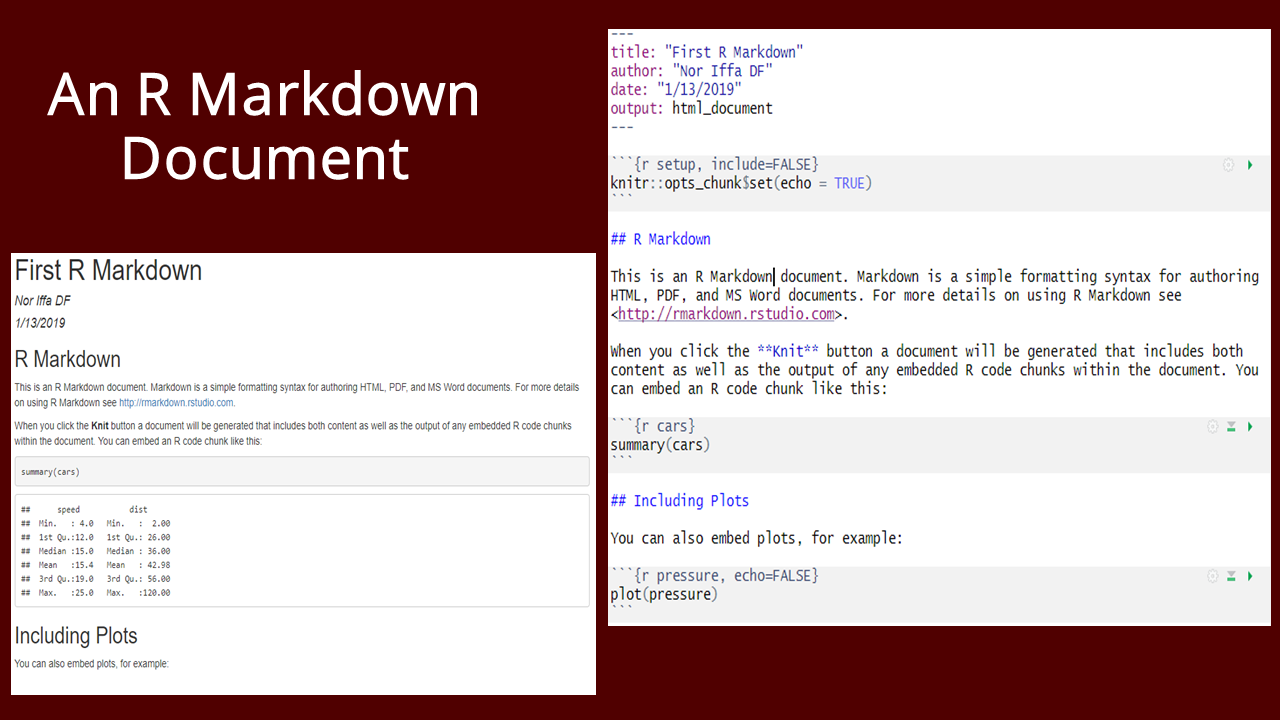 An R Markdown
Document
First R Markdown
Nor Iffa DF
1/13/2019
R Markdown
This is an R Markdown document. Markdown is a simple formatting syntax for authoring HTML, PDF, and MS Word documents. For more details
on using R Markdown see http://rmarkdown.rstudio.com.
When you click the Knit button a document will be generated that includes both content as well as the output of any embedded R code chunks
within the document. You can embed an R code chunk like this:
summary(cars)
##      speed           dist
##  Min.   : 4.0   Min.   :  2.00
##  1st Qu.:12.0   1st Qu.: 26.00
##  Median :15.0   Median : 36.00
##  Mean   :15.4   Mean   : 42.98
##  3rd Qu.:19.0   3rd Qu.: 56.00
##  Max.   :25.0   Max.   :120.00
Including Plots
You can also embed plots, for example:
---
title: "First R Markdown"
author: "Nor Iffa DF"
date: "1/13/2019"
output: html_document
---
```{r setup, include=FALSE}
knitr::opts_chunk$set(echo = TRUE)
```
## R Markdown
This is an R Markdown document. Markdown is a simple formatting syntax for authoring
HTML, PDF, and MS Word documents. For more details on using R Markdown see
<http://rmarkdown.rstudio.com>.
When you click the **Knit** button a document will be generated that includes both
content as well as the output of any embedded R code chunks within the document. You
can embed an R code chunk like this:
```{r cars}
summary(cars)
```
## Including Plots
You can also embed plots, for example:
```{r pressure, echo=FALSE}
plot(pressure)
```